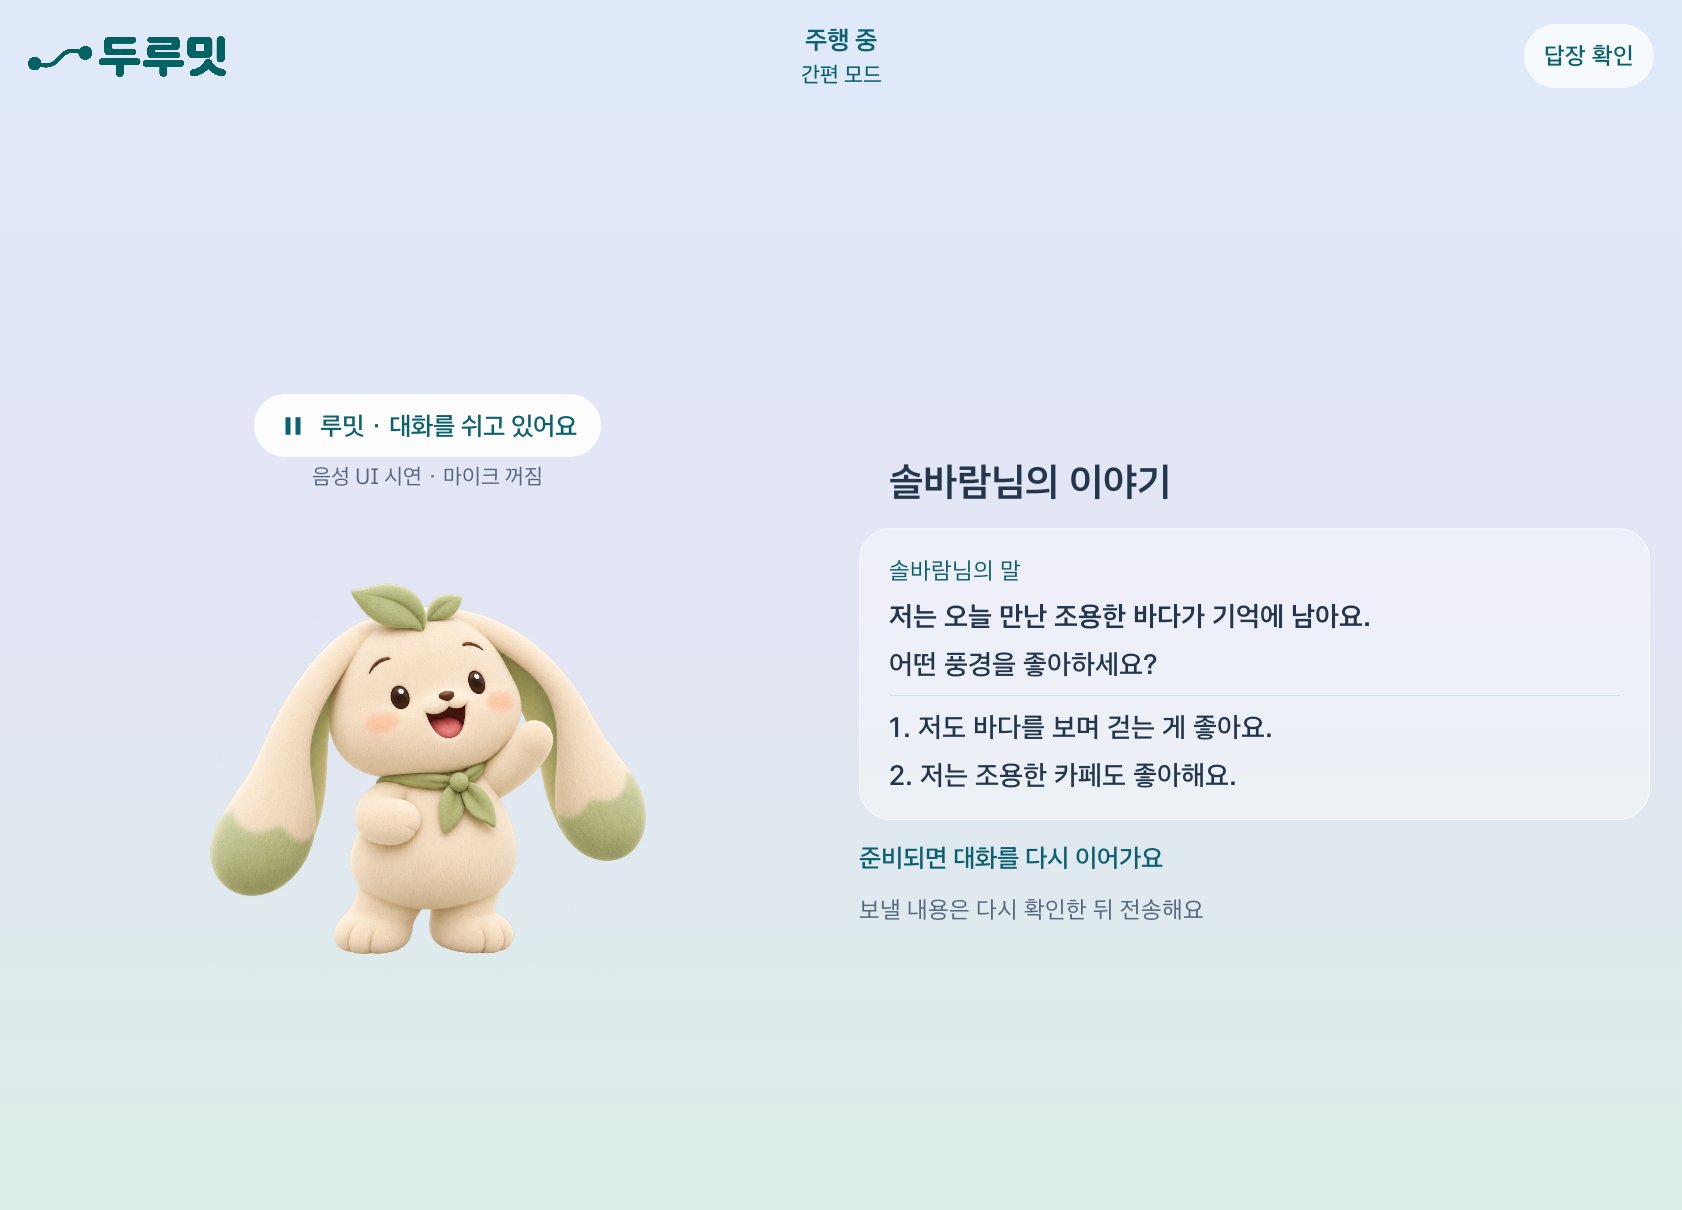 두루밋
주행 중
간편 모드
답장 확인
루밋 · 대화를 쉬고 있어요
음성 UI 시연 · 마이크 꺼짐
솔바람님의 이야기
솔바람님의 말
저는 오늘 만난 조용한 바다가 기억에 남아요.
어떤 풍경을 좋아하세요?
1. 저도 바다를 보며 걷는 게 좋아요.
2. 저는 조용한 카페도 좋아해요.
준비되면 대화를 다시 이어가요
보낼 내용은 다시 확인한 뒤 전송해요